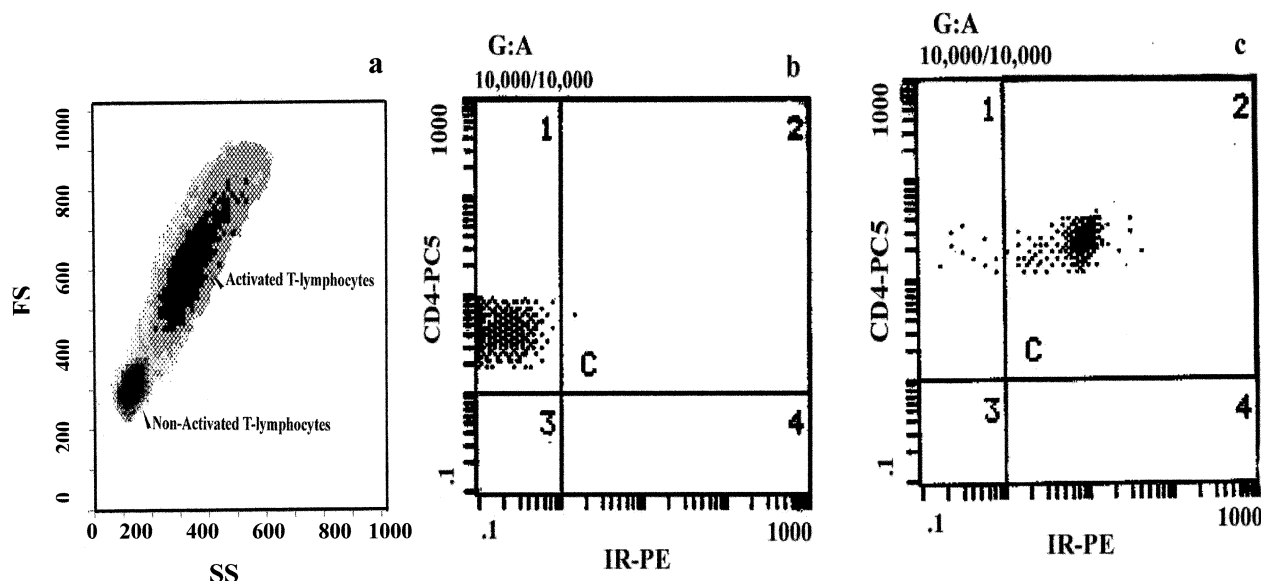 a
1000
800
600
400
200
0
FS
Activated T-lymphocytes
Non-Activated T-lymphocytes
0 200 400 600 800 1000
SS
G:A
10,000/10,000
b
1000
CD4-PC5
.1
1
2
C
3
4
.1
1000
IR-PE
G:A
10,000/10,000
c
1000
CD4-PC5
.1
1
2
C
3
4
.1
1000
IR-PE